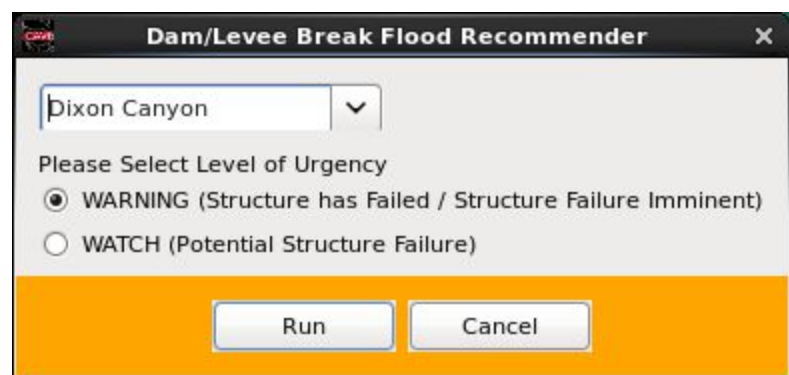 CAVE
Dam/Levee Break Flood Recommender
Dixon Canyon
Please Select Level of Urgency
WARNING (Structure has Failed / Structure Failure Imminent)
WATCH (Potential Structure Failure)
Run
Cancel